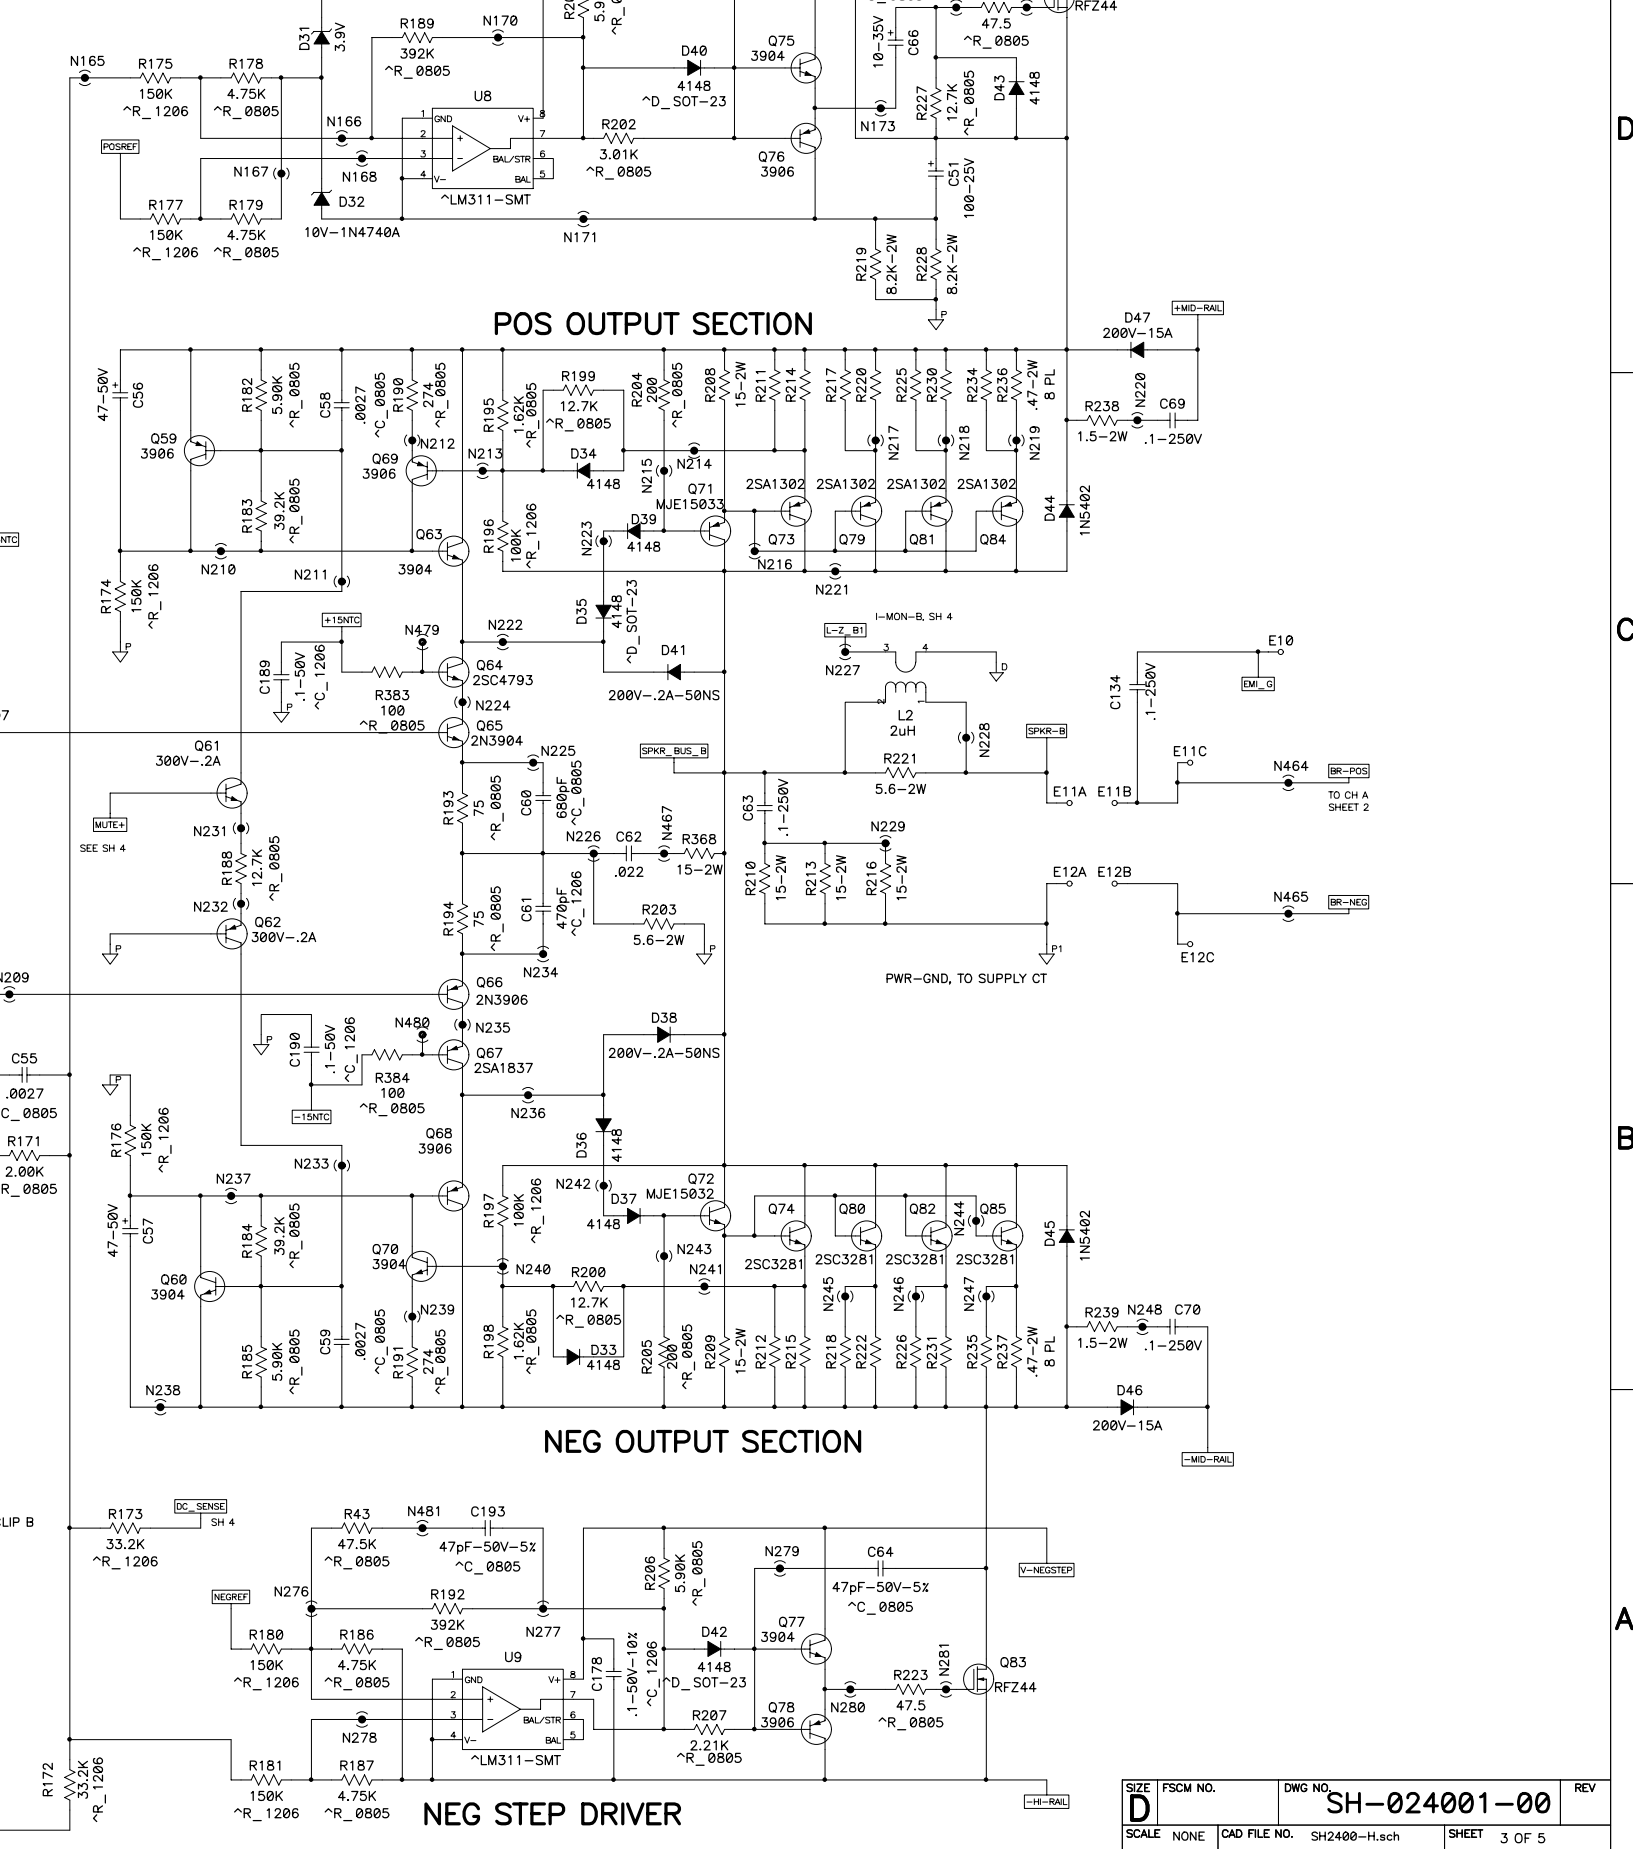 RFZ44
47.5
^R_0805
10-35V
C66
D31
3.9V
R189
392K
^R_0805
N170
D40
4148
^D_SOT-23
Q75
3904
R227
12.7K
^R_0805
D43
4148
N165
R175
150K
^R_1206
R178
4.75K
^R_0805
N166
U8
1 GND V+ 8
2 + 7
3 - BAL/STR 6
4 V- BAL 5
^LM311-SMT
R202
3.01K
^R_0805
N173
Q76
3906
C51
100-25V
D
POSREF
N167
N168
R177
150K
^R_1206
R179
4.75K
^R_0805
D32
10V-1N4740A
N171
R219
8.2K-2W
R228
8.2K-2W
P
POS OUTPUT SECTION
D47
200V-15A
+MID-RAIL
47-50V
C56
R182
5.90K
^R_0805
C58
.0027
^C_0805
R190
274
^R_0805
R195
1.62K
^R_0805
R199
12.7K
^R_0805
R204
200
^R_0805
R208
15-2W
R211
R214
R217
R220
R225
R230
R234
R236
.47-2W
8 PL
N220
R238
1.5-2W
C69
.1-250V
Q59
3906
N212
Q69
3906
N213
D34
4148
N215
N214
N217
N218
N219
R183
39.2K
^R_0805
Q71
MJE15033
2SA1302
2SA1302
2SA1302
2SA1302
D44
1N5402
Q63
3904
R196
100K
^R_1206
N223
D39
4148
Q73
Q79
Q81
Q84
N216
N221
NTC
N210
N211
R174
150K
^R_1206
P
+15NTC
N479
N222
D35
4148
^D_SOT-23
D41
200V-.2A-50NS
I-MON-B, SH 4
L-Z_B1
N227
3
4
D
C189
.1-50V
^C_1206
P
R383
100
^R_0805
Q64
2SC4793
N224
Q65
2N3904
2
1
L2
2uH
N228
R221
5.6-2W
SPKR-B
C134
.1-250V
E10
EMI_G
C
Q61
300V-.2A
MUTE+
SEE SH 4
N231
R188
12.7K
^R_0805
N232
Q62
300V-.2A
P
N225
R193
75
^R_0805
C60
680pF
^C_0805
SPKR_BUS_B
C63
.1-250V
E11A
E11B
E11C
N464
BR-POS
TO CH A
SHEET 2
N226
C62
.022
N467
R368
15-2W
N229
R210
15-2W
R213
15-2W
R216
15-2W
R194
75
^R_0805
C61
470pF
^C_1206
R203
5.6-2W
P
E12A
E12B
E12C
N465
BR-NEG
P1
PWR-GND, TO SUPPLY CT
N234
N209
Q66
2N3906
N235
N480
P
C190
.1-50V
^C_1206
R384
100
^R_0805
-15NTC
Q67
2SA1837
D38
200V-.2A-50NS
N236
C55
.0027
C_0805
R171
2.00K
R_0805
P
R176
150K
^R_1206
Q68
3906
D36
4148
N233
N237
N242
D37
4148
Q72
MJE15032
Q74
Q80
Q82
Q85
N244
B
47-50V
C57
R184
39.2K
^R_0805
R197
100K
^R_1206
D45
1N5402
Q60
3904
Q70
3904
N240
N243
N241
2SC3281
2SC3281
2SC3281
2SC3281
N239
R200
12.7K
^R_0805
N245
N246
N247
R185
5.90K
^R_0805
C59
.0027
^C_0805
R191
274
^R_0805
R198
1.62K
^R_0805
D33
4148
R205
200
^R_0805
R209
15-2W
R212
R215
R218
R222
R226
R231
R235
R237
.47-2W
8 PL
R239
1.5-2W
N248
C70
.1-250V
N238
D46
200V-15A
NEG OUTPUT SECTION
-MID-RAIL
CLIP B
R173
33.2K
^R_1206
DC_SENSE
SH 4
R43
47.5K
^R_0805
N481
C193
47pF-50V-5%
^C_0805
R206
5.90K
^R_0805
N279
C64
47pF-50V-5%
^C_0805
V-NEGSTEP
NEGREF
N276
R192
392K
^R_0805
N277
Q77
3904
A
R180
150K
^R_1206
R186
4.75K
^R_0805
U9
1 GND V+ 8
2 + 7
3 - BAL/STR 6
4 V- BAL 5
^LM311-SMT
C178
.1-50V-10%
^C_1206
D42
4148
^D_SOT-23
N280
R223
47.5
^R_0805
N281
Q83
RFZ44
Q78
3906
N278
R207
2.21K
^R_0805
R172
33.2K
^R_1206
R181
150K
^R_1206
R187
4.75K
^R_0805
-HI-RAIL
NEG STEP DRIVER
SIZE D
FSCM NO.
DWG NO. SH-024001-00
REV
SCALE NONE
CAD FILE NO. SH2400-H.sch
SHEET 3 OF 5